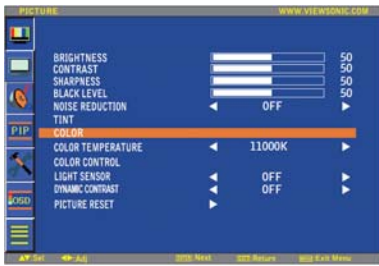 PICTURE WWW.VIEWSONIC.COM
BRIGHTNESS 50
CONTRAST 50
SHARPNESS 50
BLACK LEVEL 50
NOISE REDUCTION OFF
TINT
COLOR
COLOR TEMPERATURE 11000K
COLOR CONTROL
LIGHT SENSOR OFF
DYNAMIC CONTRAST OFF
PICTURE RESET
PIP
OSD
Sel Adj Next Return Exit Menu